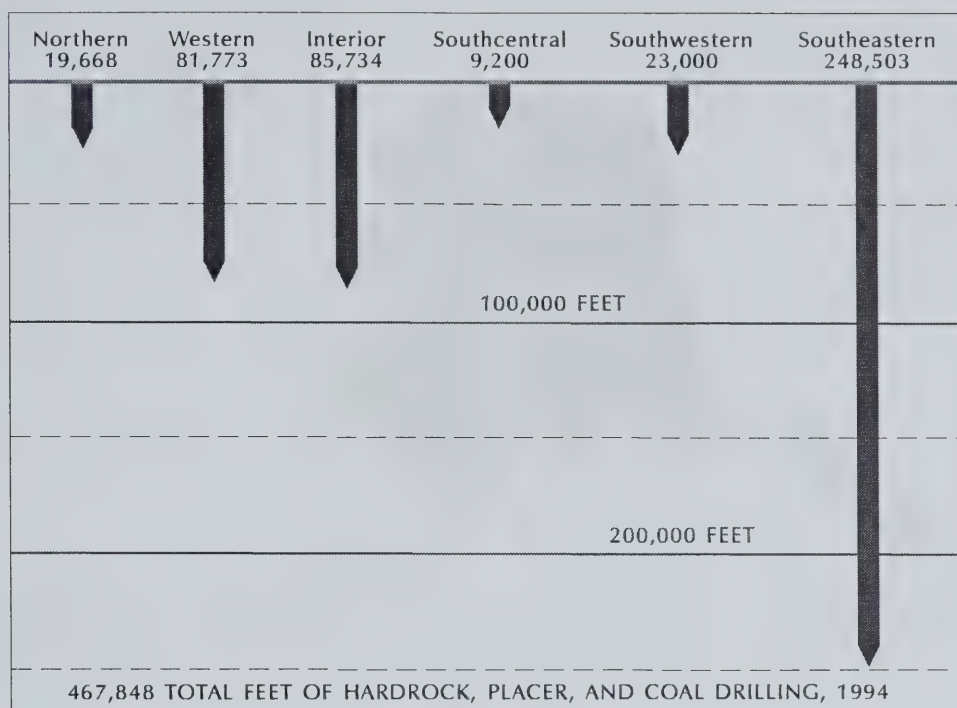 Northern Western Interior Southcentral Southwestern Southeastern
19,668 81,773 85,734 9,200 23,000 248,503
100,000 FEET
200,000 FEET
467,848 TOTAL FEET OF HARDROCK, PLACER, AND COAL DRILLING, 1994